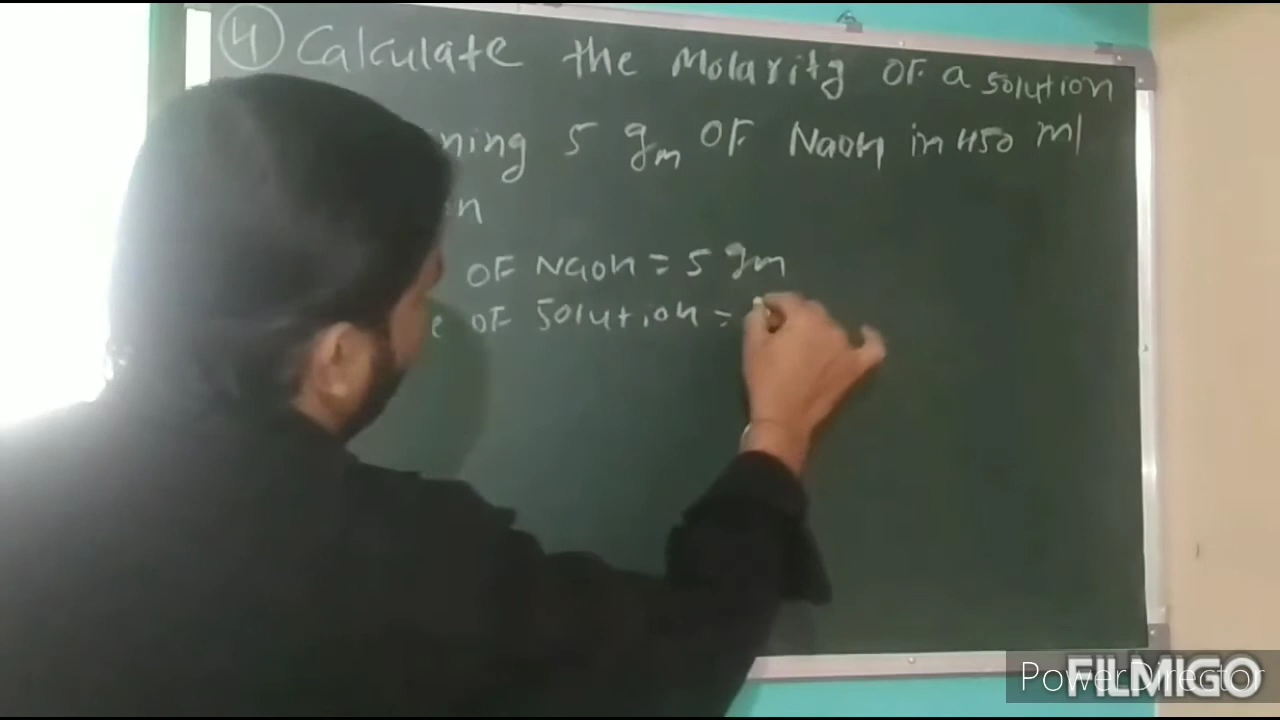 4 Calculate the Molarity OF a solution
ning 5 gm OF NaOH in 450 ml
n
OF NaOH = 5 gm
e OF Solution =
PowerDirector
FILMIGO